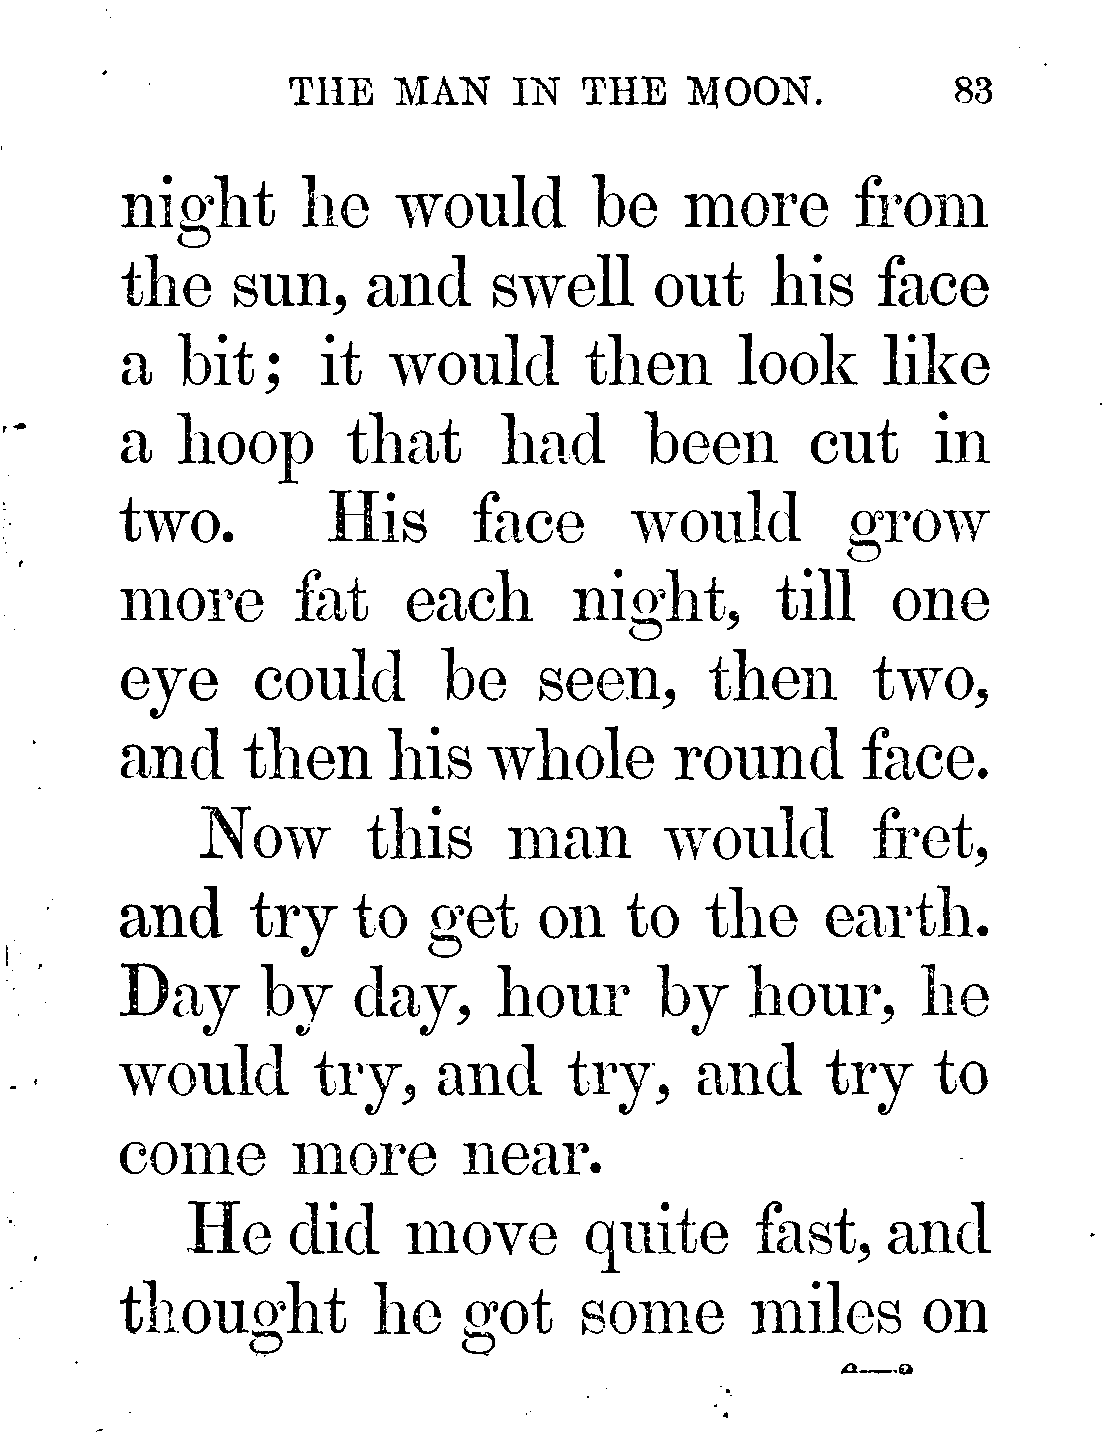 THE MAN IN THE MOON. 83
night he would be more from
the sun, and swell out his face
a bit; it would then look like
a hoop that had been cut in
two. His face would grow
more fat each night, till one
eye could be seen, then two,
and then his whole round face.
Now this man would fret,
and try to get on to the earth.
Day by day, hour by hour, he
would try, and try, and try to
come more near.
He did move quite fast, and
thought he got some miles on